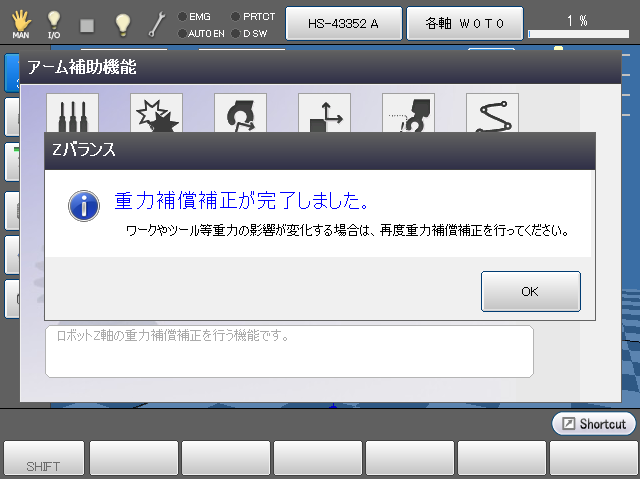 MAN
I/O
EMG
PRTCT
AUTO EN
D SW
HS-43352 A
各軸 W0T0
1 %
アーム補助機能
Zバランス
重力補償補正が完了しました。
ワークやツール等重力の影響が変化する場合は、再度重力補償補正を行ってください。
OK
ロボットZ軸の重力補償補正を行う機能です。
Shortcut
SHIFT